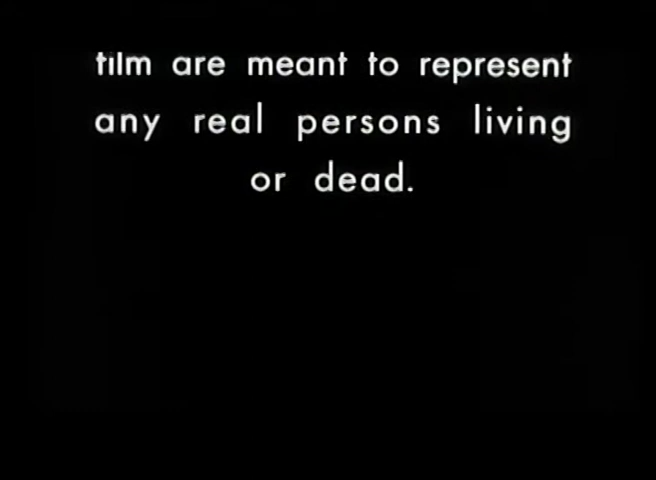 film are meant to represent
any real persons living
or dead.